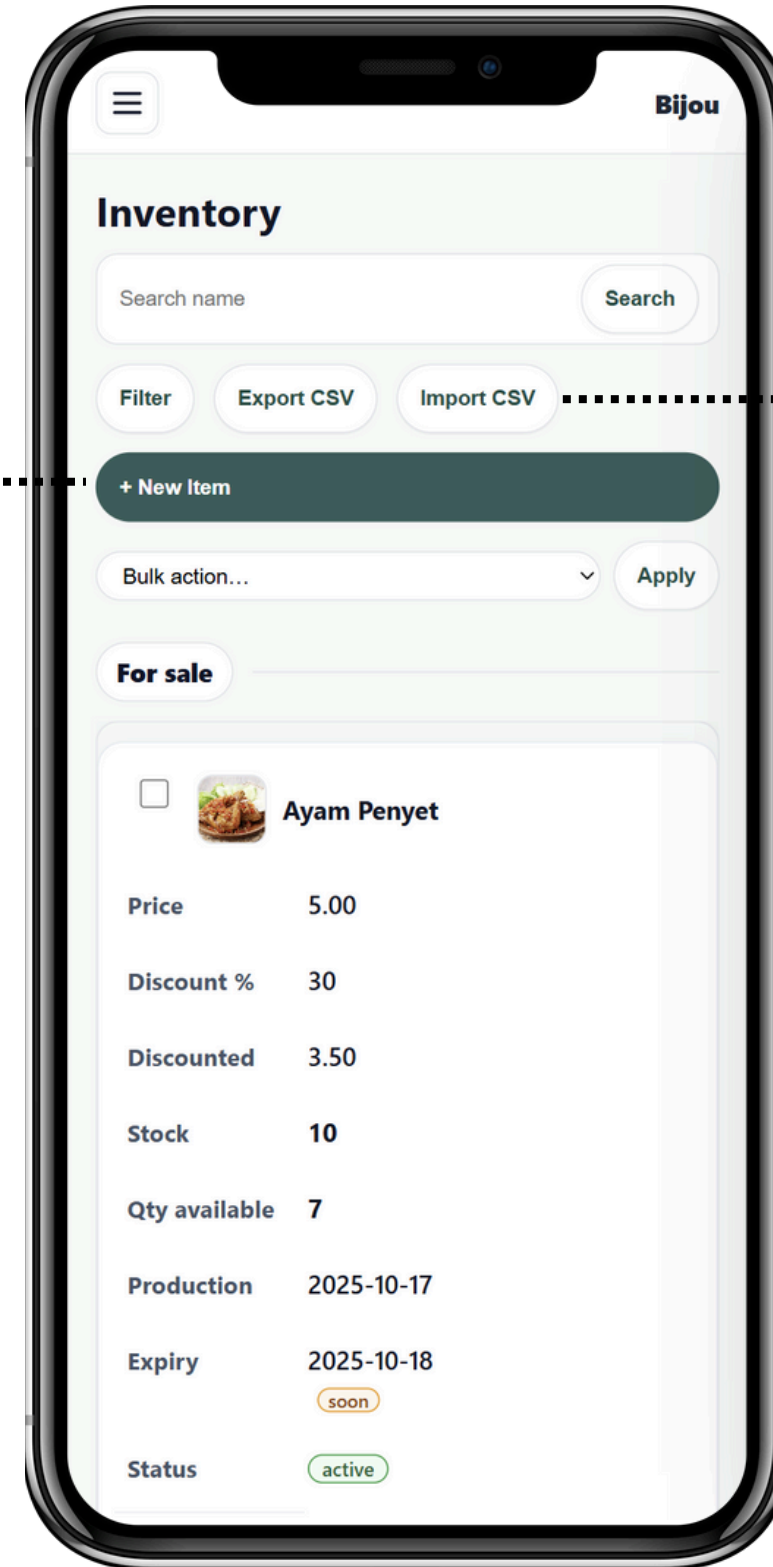 Bijou
Inventory
Search name Search
Filter Export CSV Import CSV
+ New Item
Bulk action… Apply
For sale
Ayam Penyet
Price 5.00
Discount % 30
Discounted 3.50
Stock 10
Qty available 7
Production 2025-10-17
Expiry 2025-10-18
soon
Status active